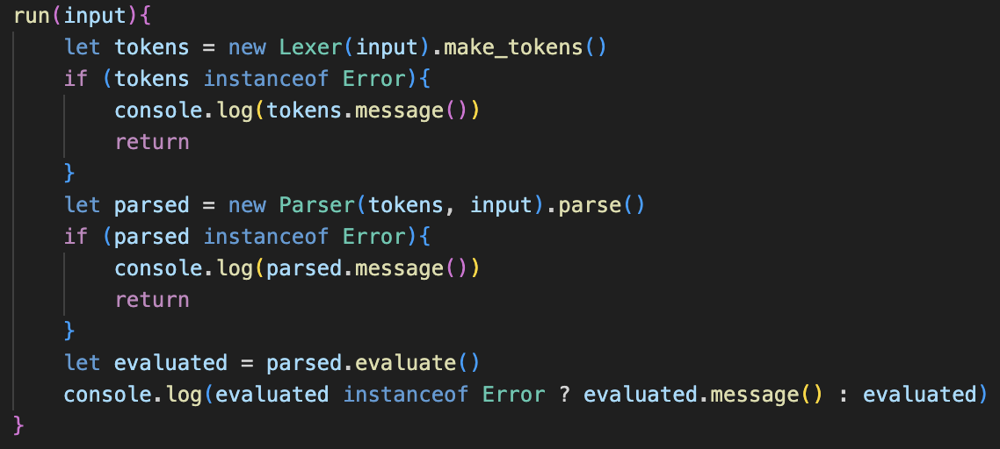 run(input){
    let tokens = new Lexer(input).make_tokens()
    if (tokens instanceof Error){
        console.log(tokens.message())
        return
    }
    let parsed = new Parser(tokens, input).parse()
    if (parsed instanceof Error){
        console.log(parsed.message())
        return
    }
    let evaluated = parsed.evaluate()
    console.log(evaluated instanceof Error ? evaluated.message() : evaluated)
}